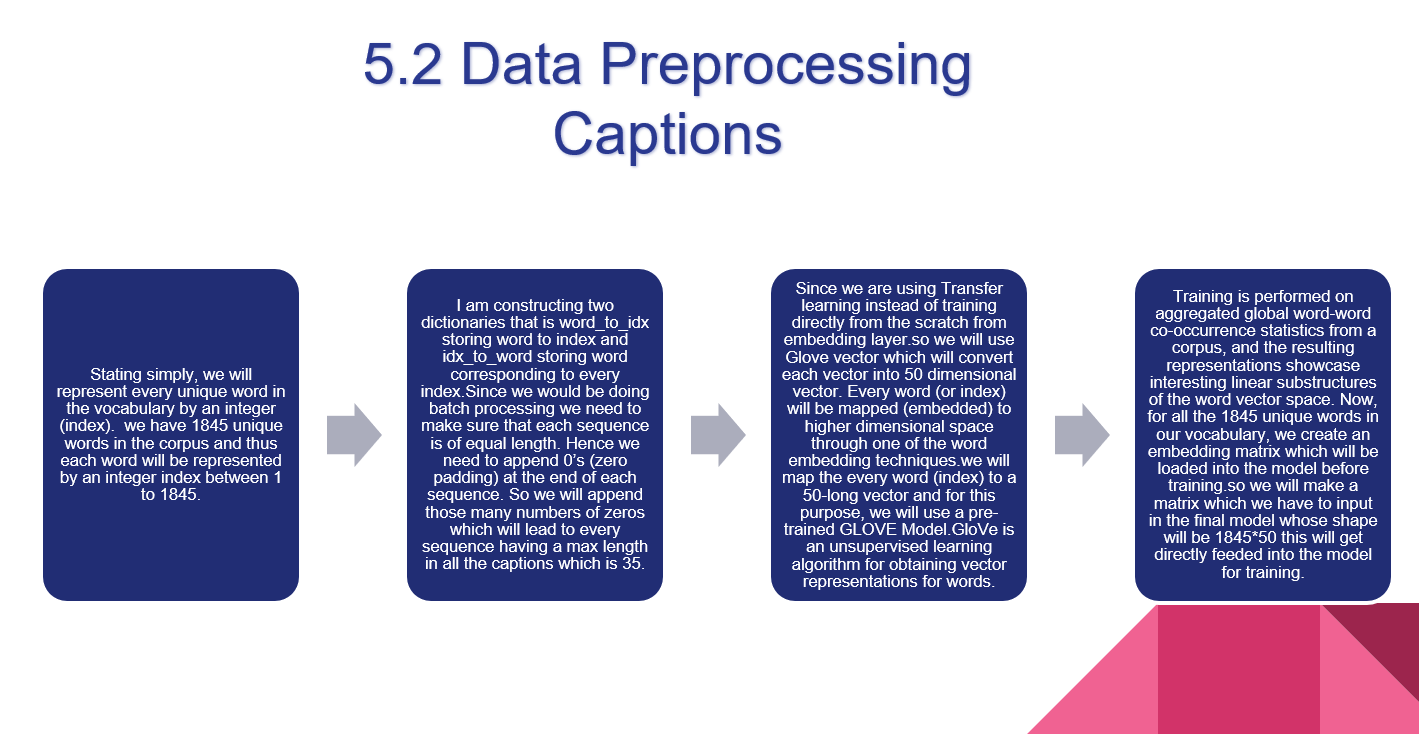 5.2 Data Preprocessing
Captions
Stating simply, we will
represent every unique word in
the vocabulary by an integer
(index).  we have 1845 unique
words in the corpus and thus
each word will be represented
by an integer index between 1
to 1845.
I am constructing two
dictionaries that is word_to_idx
storing word to index and
idx_to_word storing word
corresponding to every
index.Since we would be doing
batch processing we need to
make sure that each sequence
is of equal length. Hence we
need to append 0’s (zero
padding) at the end of each
sequence. So we will append
those many numbers of zeros
which will lead to every
sequence having a max length
in all the captions which is 35.
Since we are using Transfer
learning instead of training
directly from the scratch from
embedding layer.so we will use
Glove vector which will convert
each vector into 50 dimensional
vector. Every word (or index)
will be mapped (embedded) to
higher dimensional space
through one of the word
embedding techniques.we will
map the every word (index) to a
50-long vector and for this
purpose, we will use a pre-
trained GLOVE Model.GloVe is
an unsupervised learning
algorithm for obtaining vector
representations for words.
Training is performed on
aggregated global word-word
co-occurrence statistics from a
corpus, and the resulting
representations showcase
interesting linear substructures
of the word vector space. Now,
for all the 1845 unique words in
our vocabulary, we create an
embedding matrix which will be
loaded into the model before
training.so we will make a
matrix which we have to input
in the final model whose shape
will be 1845*50 this will get
directly feeded into the model
for training.